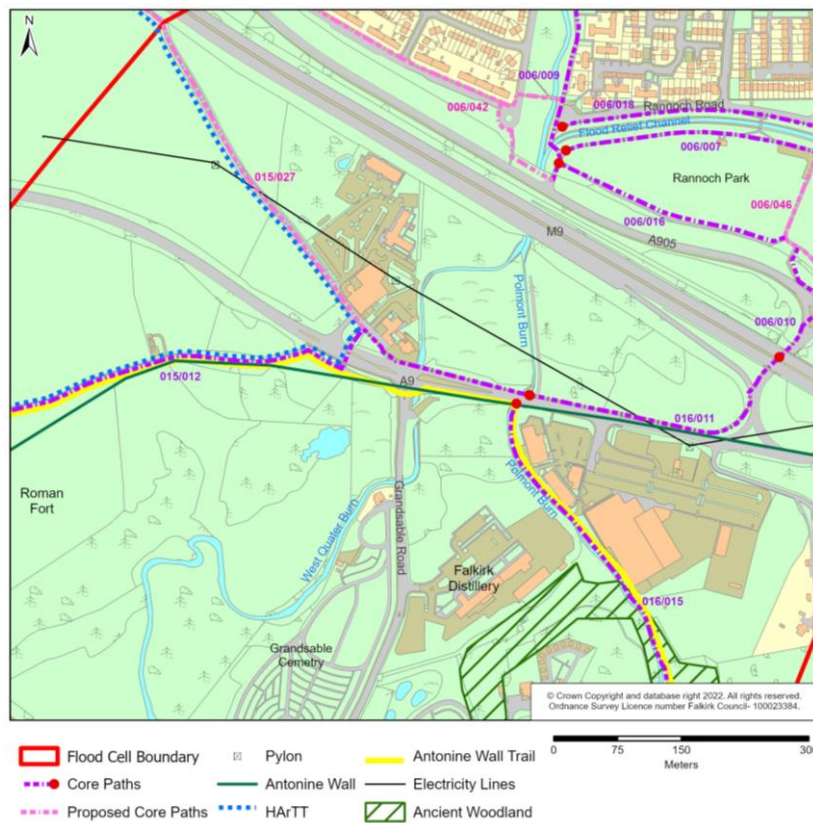 N
006/009
006/042
006/018
Rannoch Road
Flood Relief Channel
006/007
Rannoch Park
015/027
006/046
006/016
M9
A905
Polmont Burn
006/010
015/012
A9
016/011
Roman
Fort
Polmont Burn
West Quater Burn
Grandsable Road
Falkirk
Distillery
016/015
Grandsable
Cemetry
© Crown Copyright and database right 2022. All rights reserved.
Ordnance Survey Licence number Falkirk Council- 100023384.
Flood Cell Boundary
Pylon
Antonine Wall Trail
0 75 150 300
Meters
Core Paths
Antonine Wall
Electricity Lines
Proposed Core Paths
HArTT
Ancient Woodland